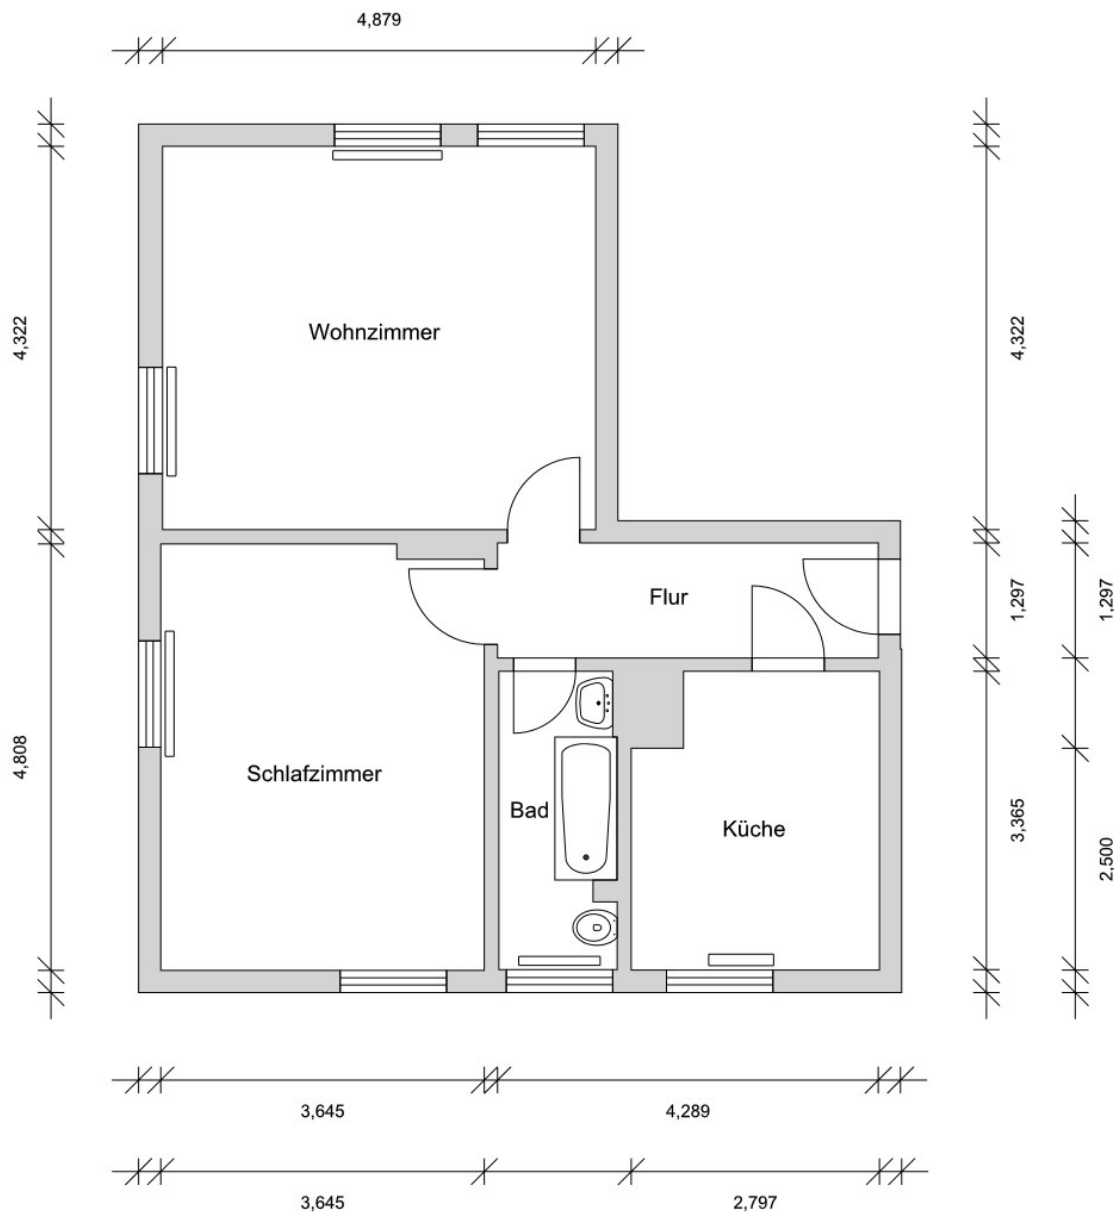 4,879
4,322
4,322
Wohnzimmer
Flur
1,297
1,297
4,808
Schlafzimmer
Bad
Küche
3,365
2,500
3,645
4,289
3,645
2,797